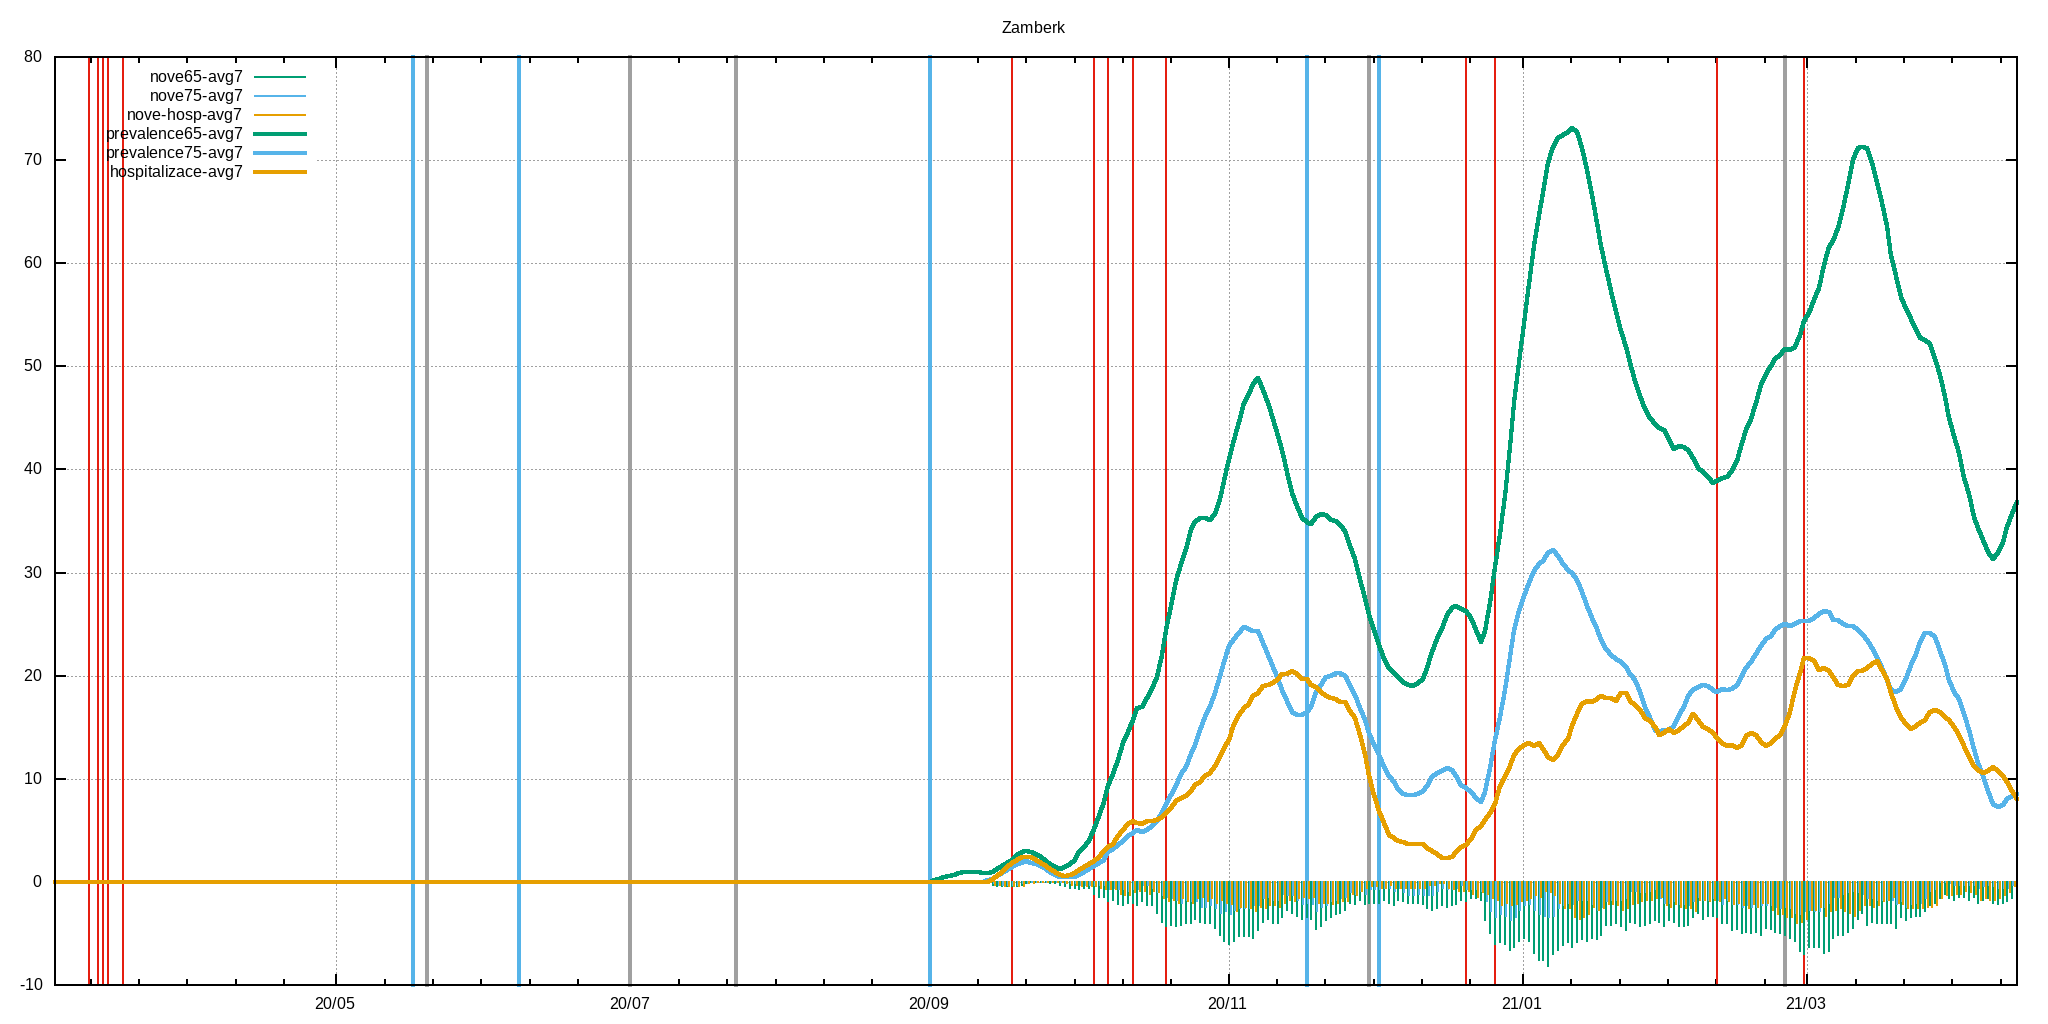 Zamberk
80
70
60
50
40
30
20
10
0
-10
nove65-avg7
nove75-avg7
nove-hosp-avg7
prevalence65-avg7
prevalence75-avg7
hospitalizace-avg7
20/05 20/07 20/09 20/11 21/01 21/03